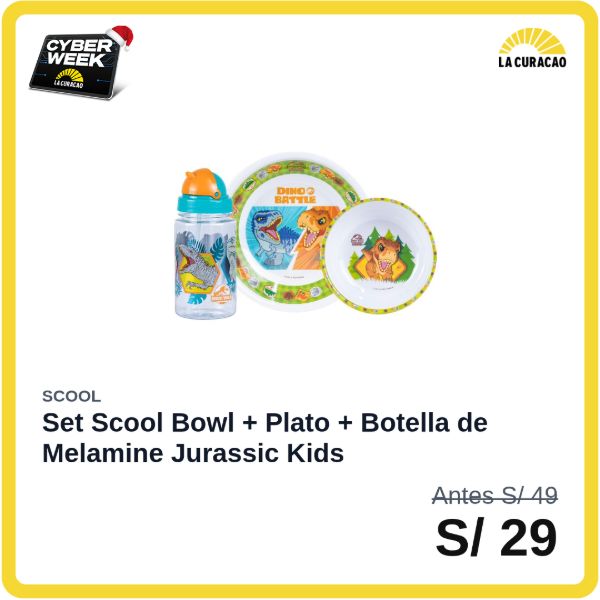 CYBER
WEEK
LA CURACAO
LA CURACAO
DINO
BATTLE
SCOOL
Set Scool Bowl + Plato + Botella de
Melamine Jurassic Kids
Antes S/ 49
S/ 29